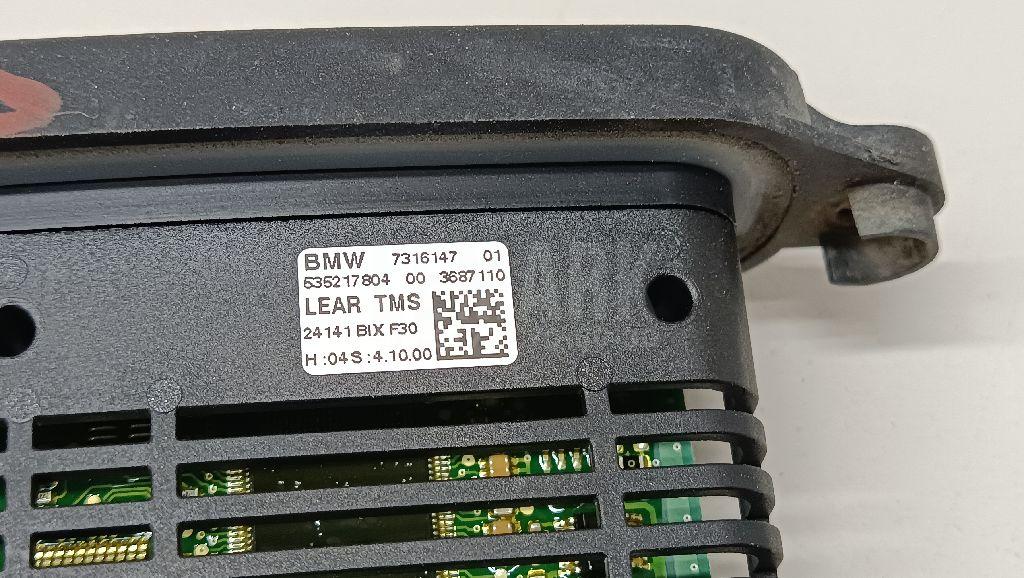 BMW 7316147 01
535217804 00 3687110
LEAR TMS
24141 BIX F30
H :04 S :4.10.00